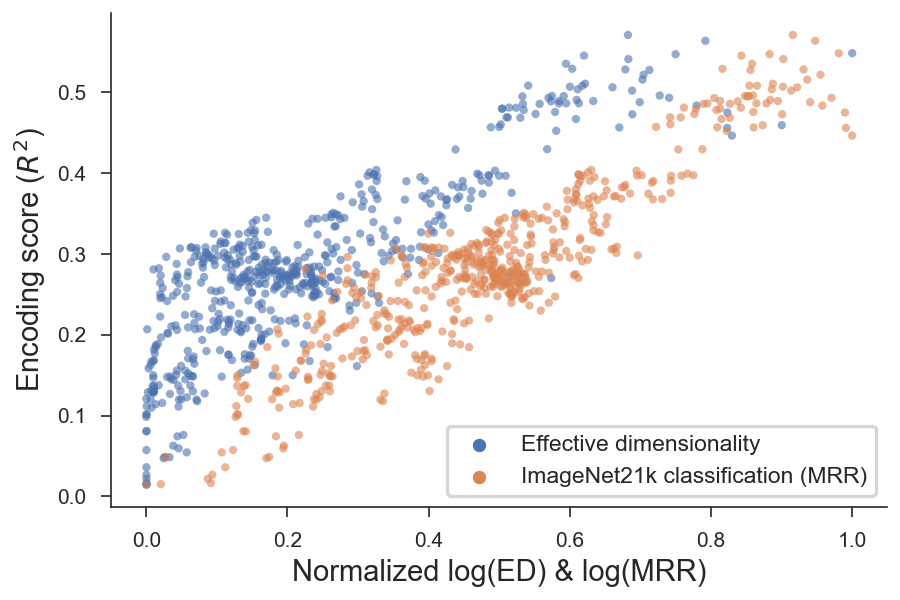 Encoding score (R²)
0.5
0.4
0.3
0.2
0.1
0.0
Effective dimensionality
ImageNet21k classification (MRR)
0.0 0.2 0.4 0.6 0.8 1.0
Normalized log(ED) & log(MRR)